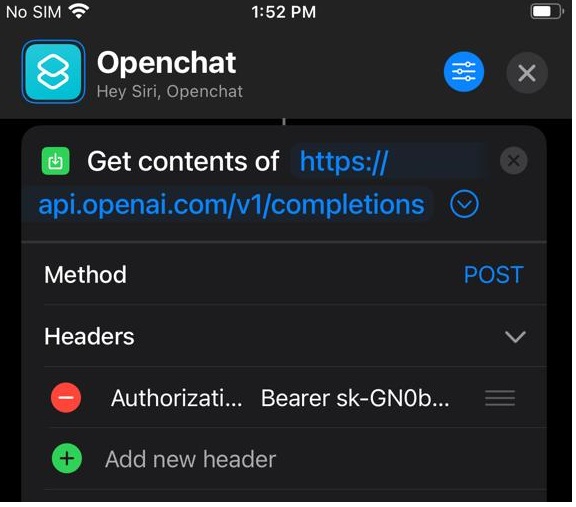 No SIM 1:52 PM
Openchat
Hey Siri, Openchat
Get contents of https://
api.openai.com/v1/completions
Method POST
Headers
Authorizati... Bearer sk-GN0b...
Add new header